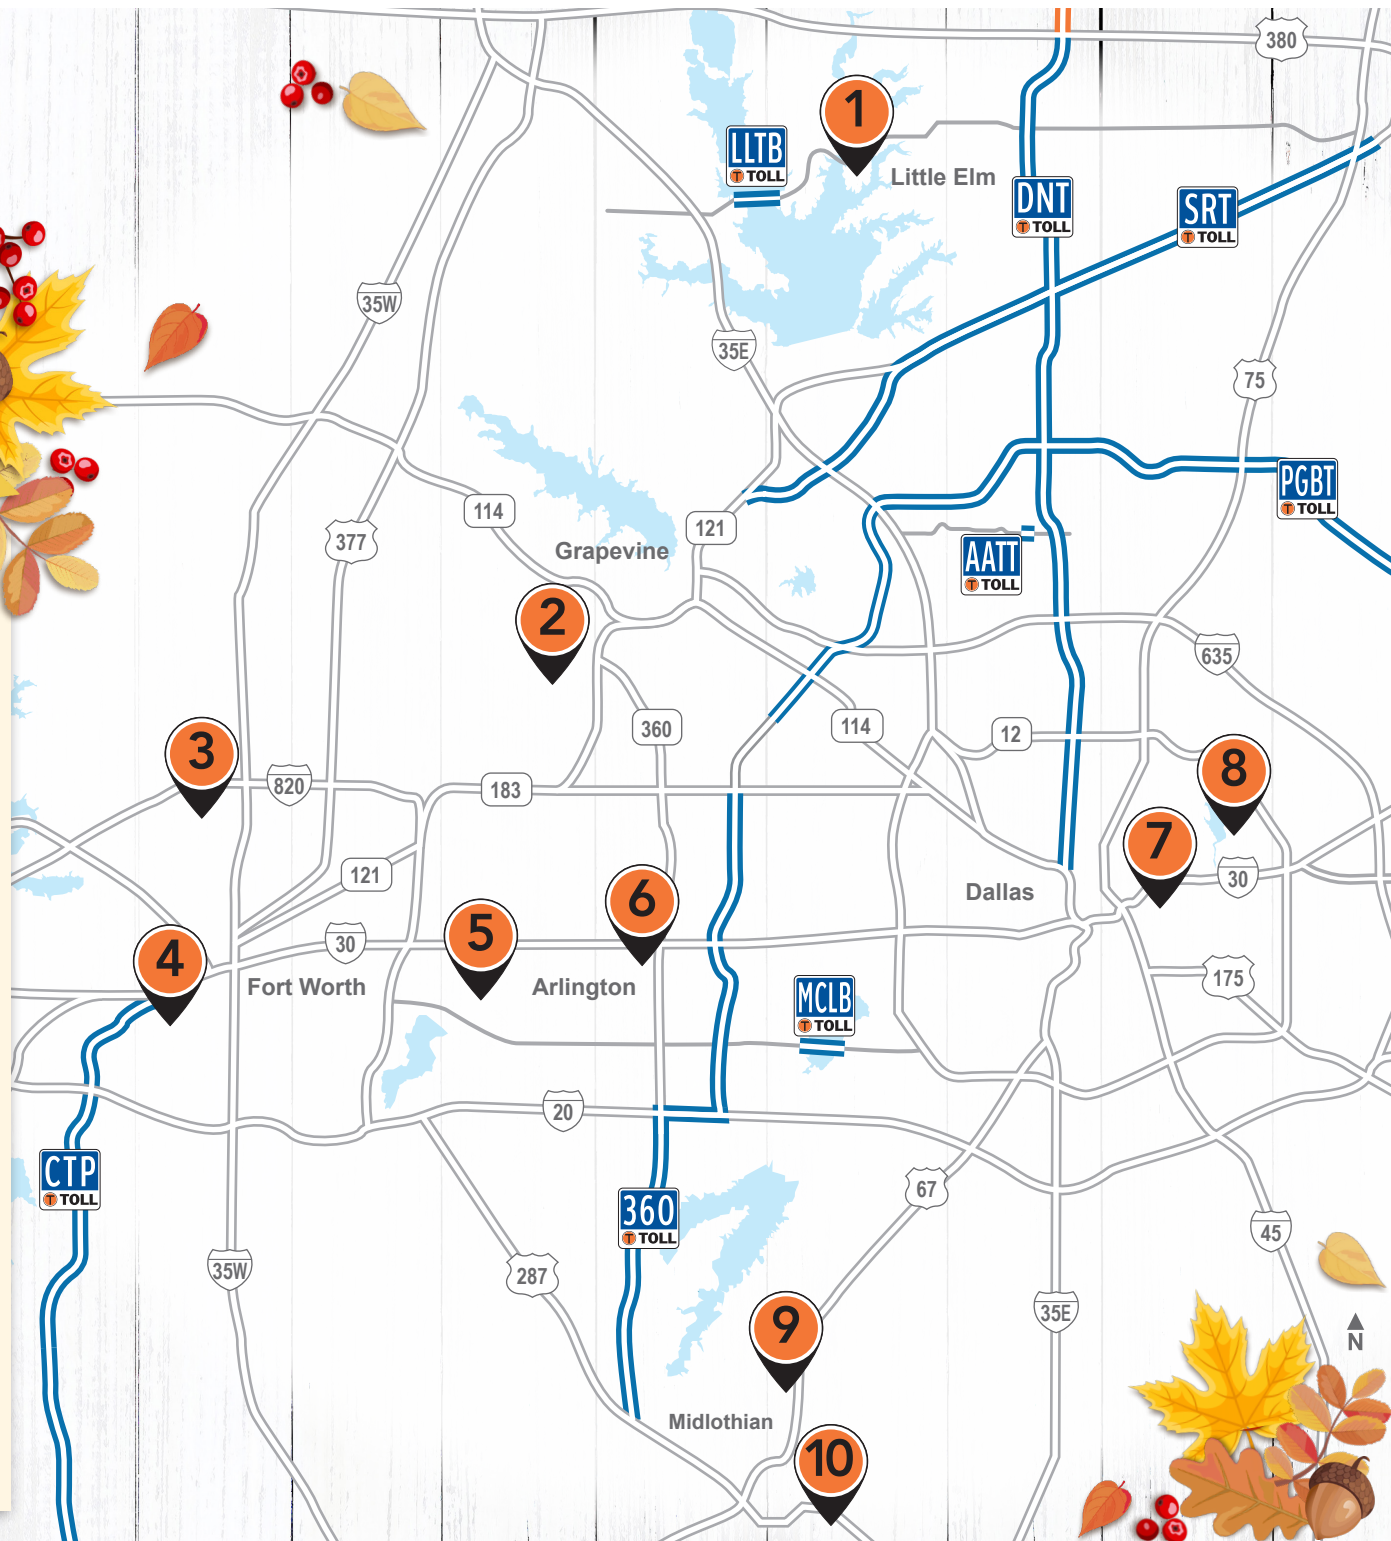 380
1
LLTB
TOLL
Little Elm
DNT
TOLL
SRT
TOLL
35W
35E
75
PGBT
TOLL
114
121
377
Grapevine
AATT
TOLL
2
635
360
114
12
3
820
183
8
7
121
Dallas
30
6
5
30
4
Fort Worth
Arlington
175
MCLB
TOLL
20
CTP
TOLL
67
360
TOLL
45
35W
287
35E
9
N
Midlothian
10